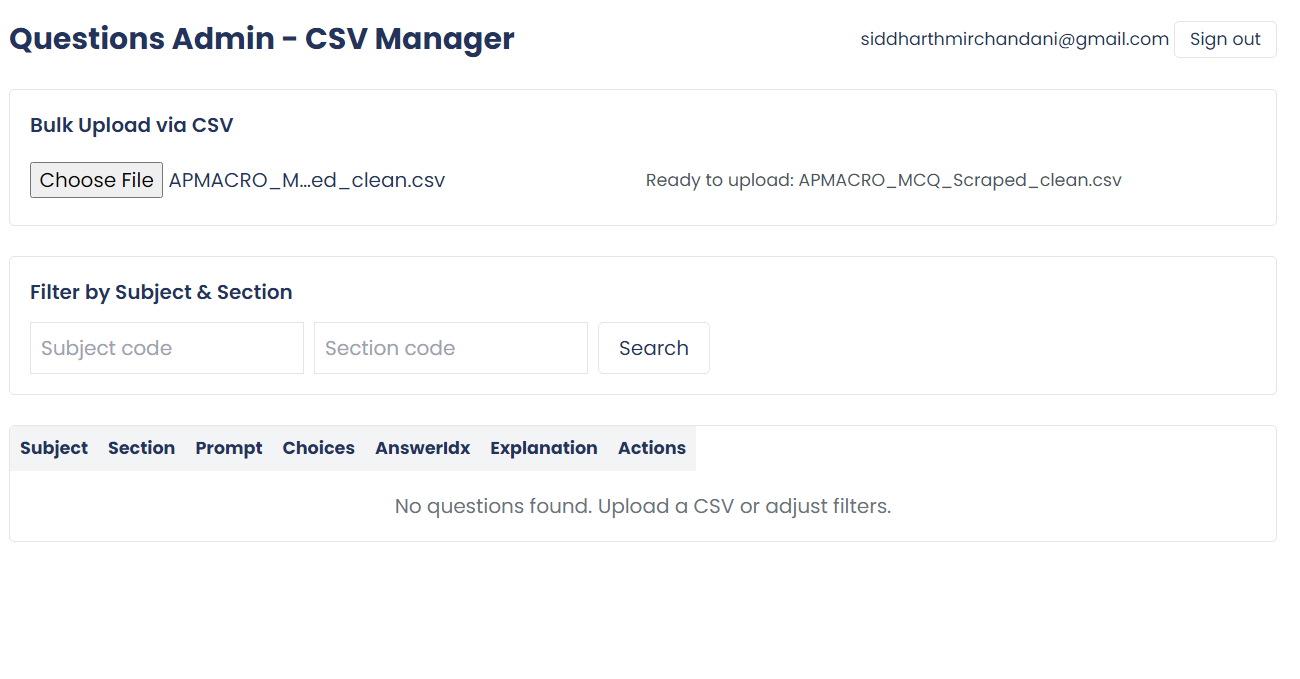 Questions Admin - CSV Manager
siddharthmirchandani@gmail.com Sign out
Bulk Upload via CSV
Choose File APMACRO_M...ed_clean.csv Ready to upload: APMACRO_MCQ_Scraped_clean.csv
Filter by Subject & Section
Subject code Section code Search
Subject Section Prompt Choices AnswerIdx Explanation Actions
No questions found. Upload a CSV or adjust filters.